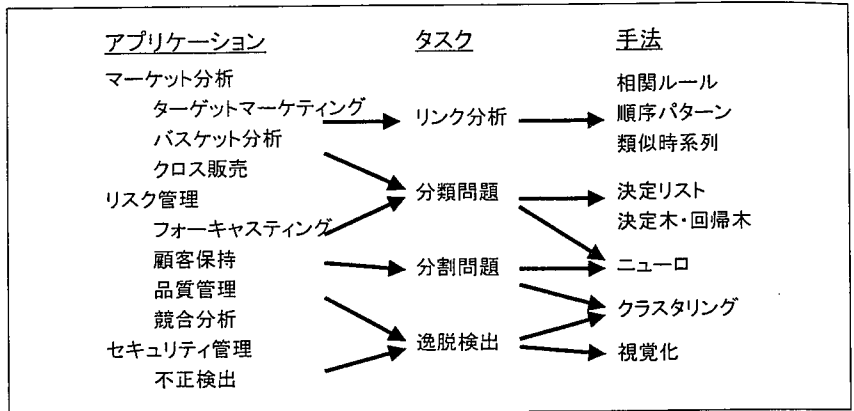 アプリケーション
マーケット分析
ターゲットマーケティング
バスケット分析
クロス販売
リスク管理
フォーキャスティング
顧客保持
品質管理
競合分析
セキュリティ管理
不正検出
タスク
リンク分析
分類問題
分割問題
逸脱検出
手法
相関ルール
順序パターン
類似時系列
決定リスト
決定木・回帰木
ニューロ
クラスタリング
視覚化